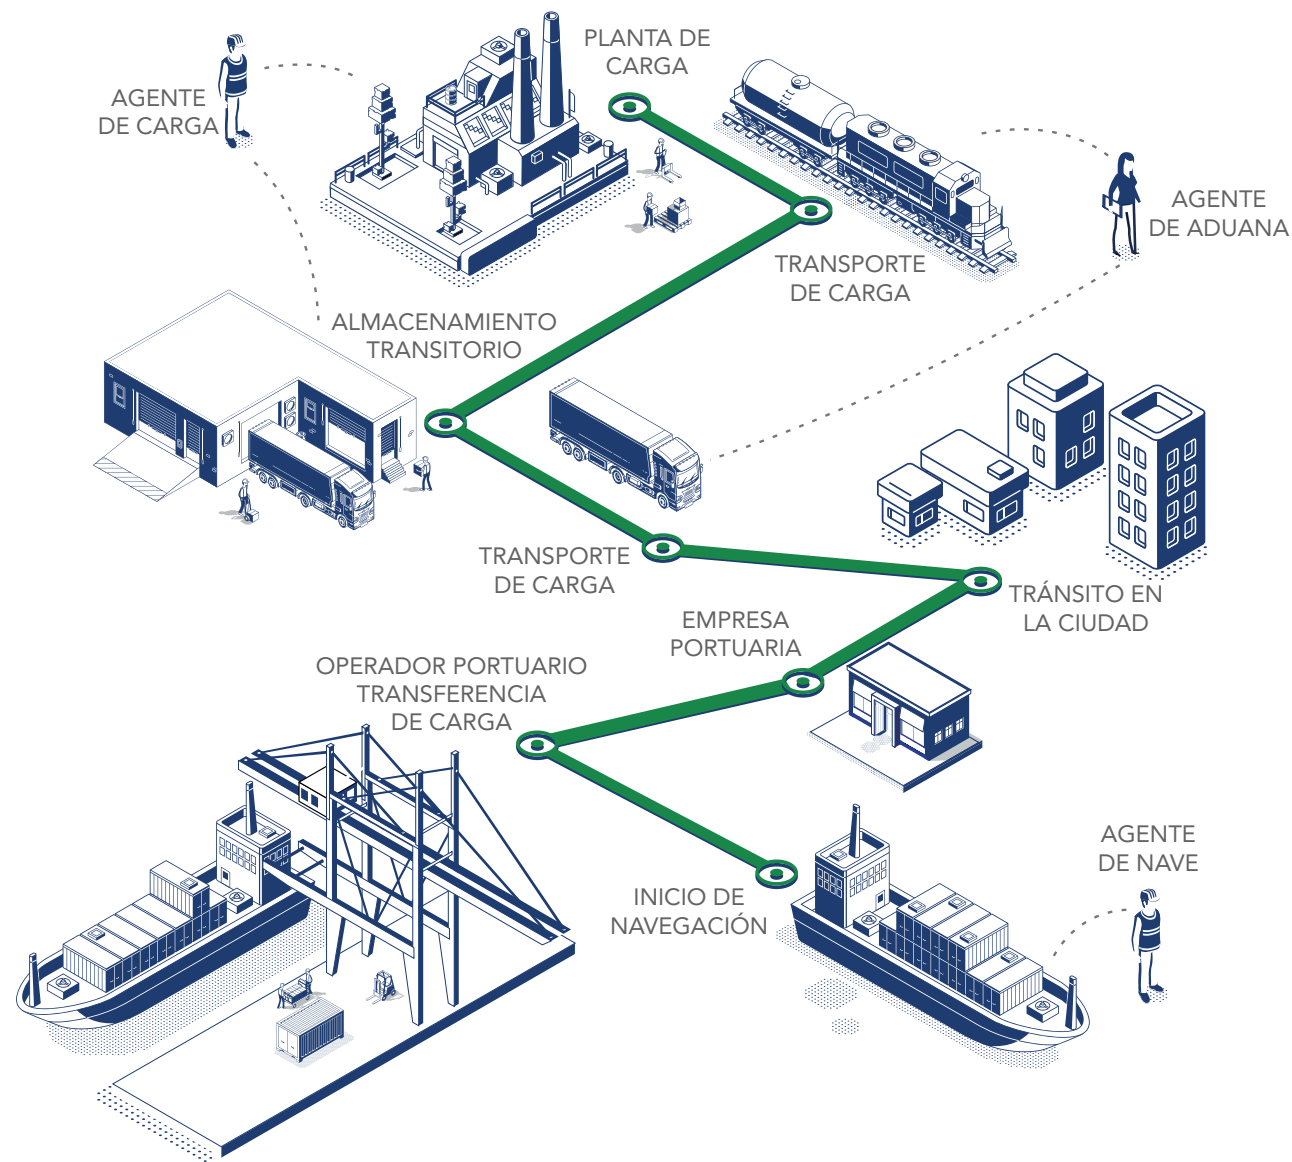 PLANTA DE
CARGA
AGENTE
DE CARGA
AGENTE
DE ADUANA
TRANSPORTE
DE CARGA
ALMACENAMIENTO
TRANSITORIO
TRANSPORTE
DE CARGA
TRÁNSITO EN
LA CIUDAD
EMPRESA
PORTUARIA
OPERADOR PORTUARIO
TRANSFERENCIA
DE CARGA
AGENTE
DE NAVE
INICIO DE
NAVEGACIÓN